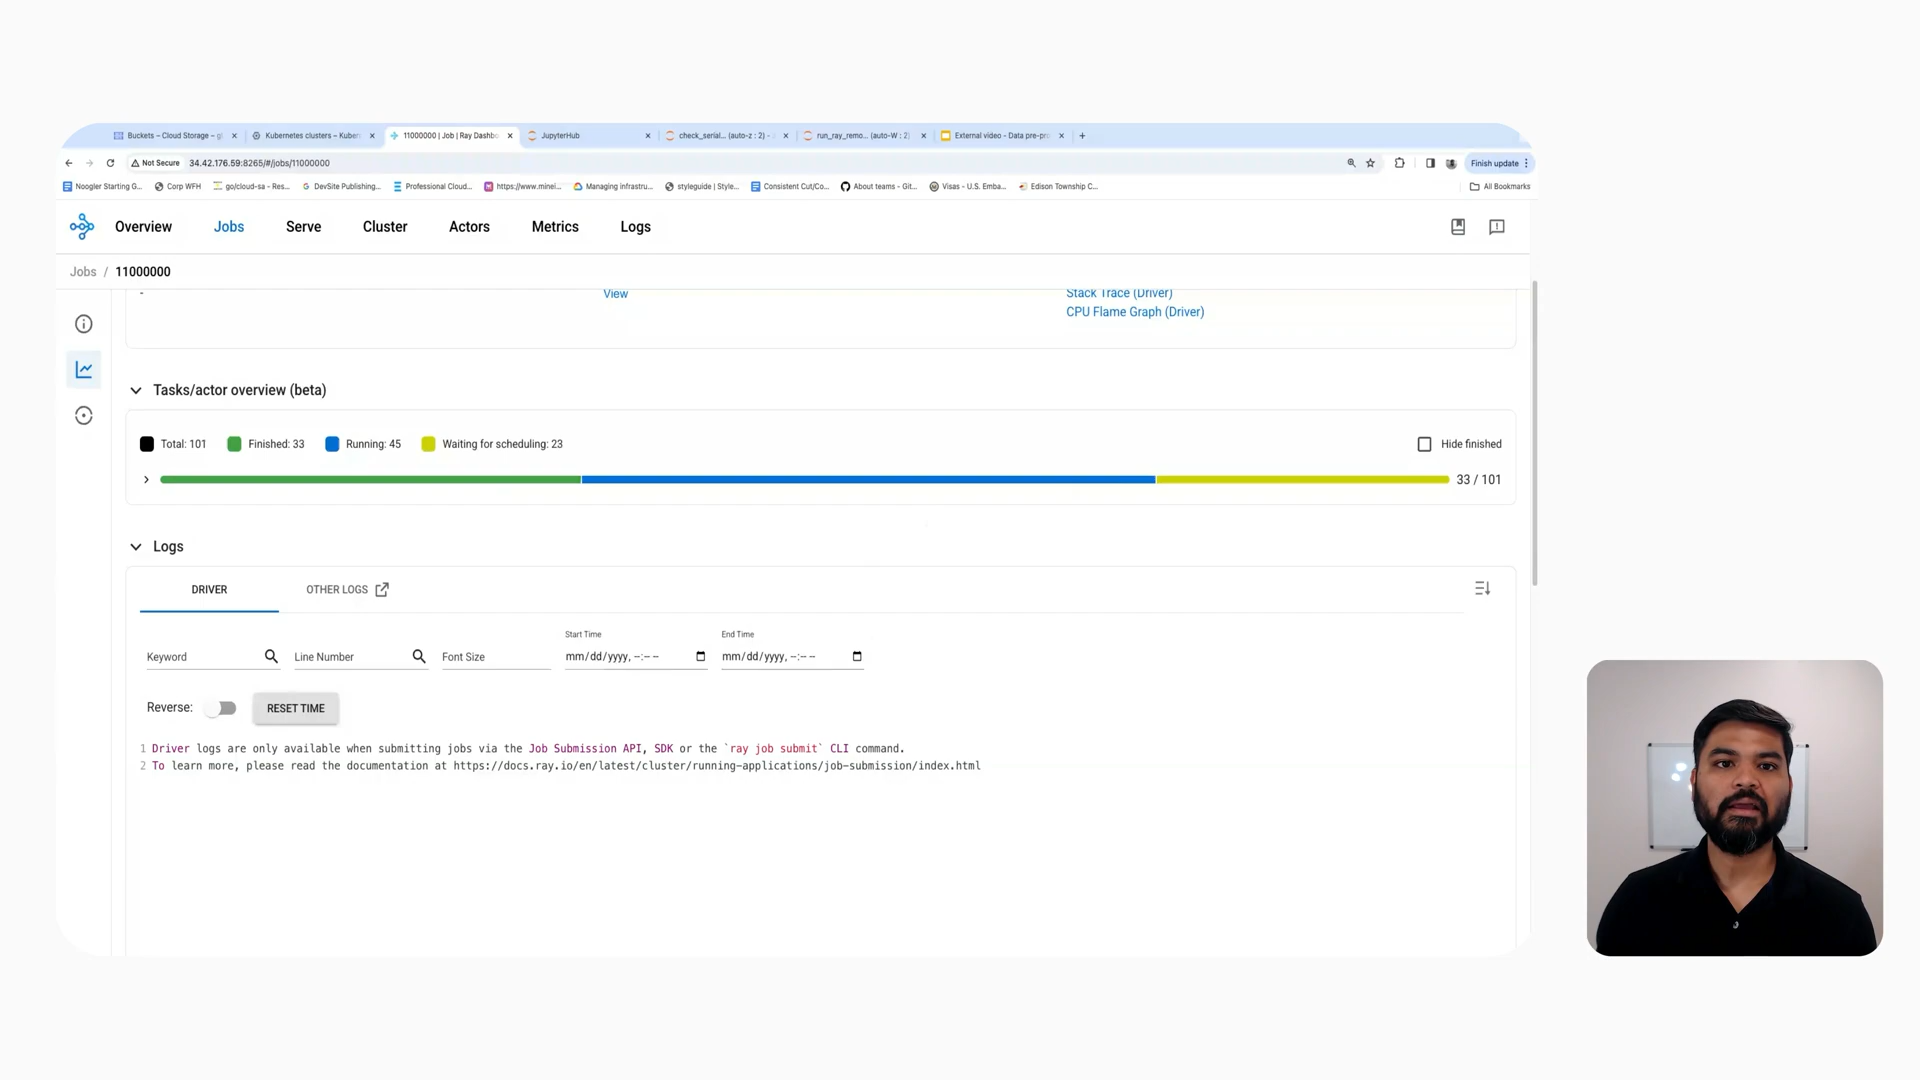 Buckets – Cloud Storage – g
Kubernetes clusters – Kuber
11000000 | Job | Ray Dashbo
JupyterHub
check_serial... (auto-z : 2) -
run_ray_remo... (auto-W : 2)
External video - Data pre-pr
Not Secure 34.42.176.59:8265/#/jobs/11000000
Finish update
Noogler Starting G...
Corp WFH
go/cloud-sa - Res...
DevSite Publishing...
Professional Cloud...
https://www.minei...
Managing infrastru...
styleguide | Style...
Consistent Cut/Co...
About teams - Git...
Visas - U.S. Emba...
Edison Township C...
All Bookmarks
Overview Jobs Serve Cluster Actors Metrics Logs
Jobs / 11000000
- View Stack Trace (Driver)
CPU Flame Graph (Driver)
Tasks/actor overview (beta)
Total: 101 Finished: 33 Running: 45 Waiting for scheduling: 23 Hide finished
33 / 101
Logs
DRIVER OTHER LOGS
Start Time End Time
Keyword Line Number Font Size mm/dd/yyyy, --:-- -- mm/dd/yyyy, --:-- --
Reverse: RESET TIME
1 Driver logs are only available when submitting jobs via the Job Submission API, SDK or the `ray job submit` CLI command.
2 To learn more, please read the documentation at https://docs.ray.io/en/latest/cluster/running-applications/job-submission/index.html